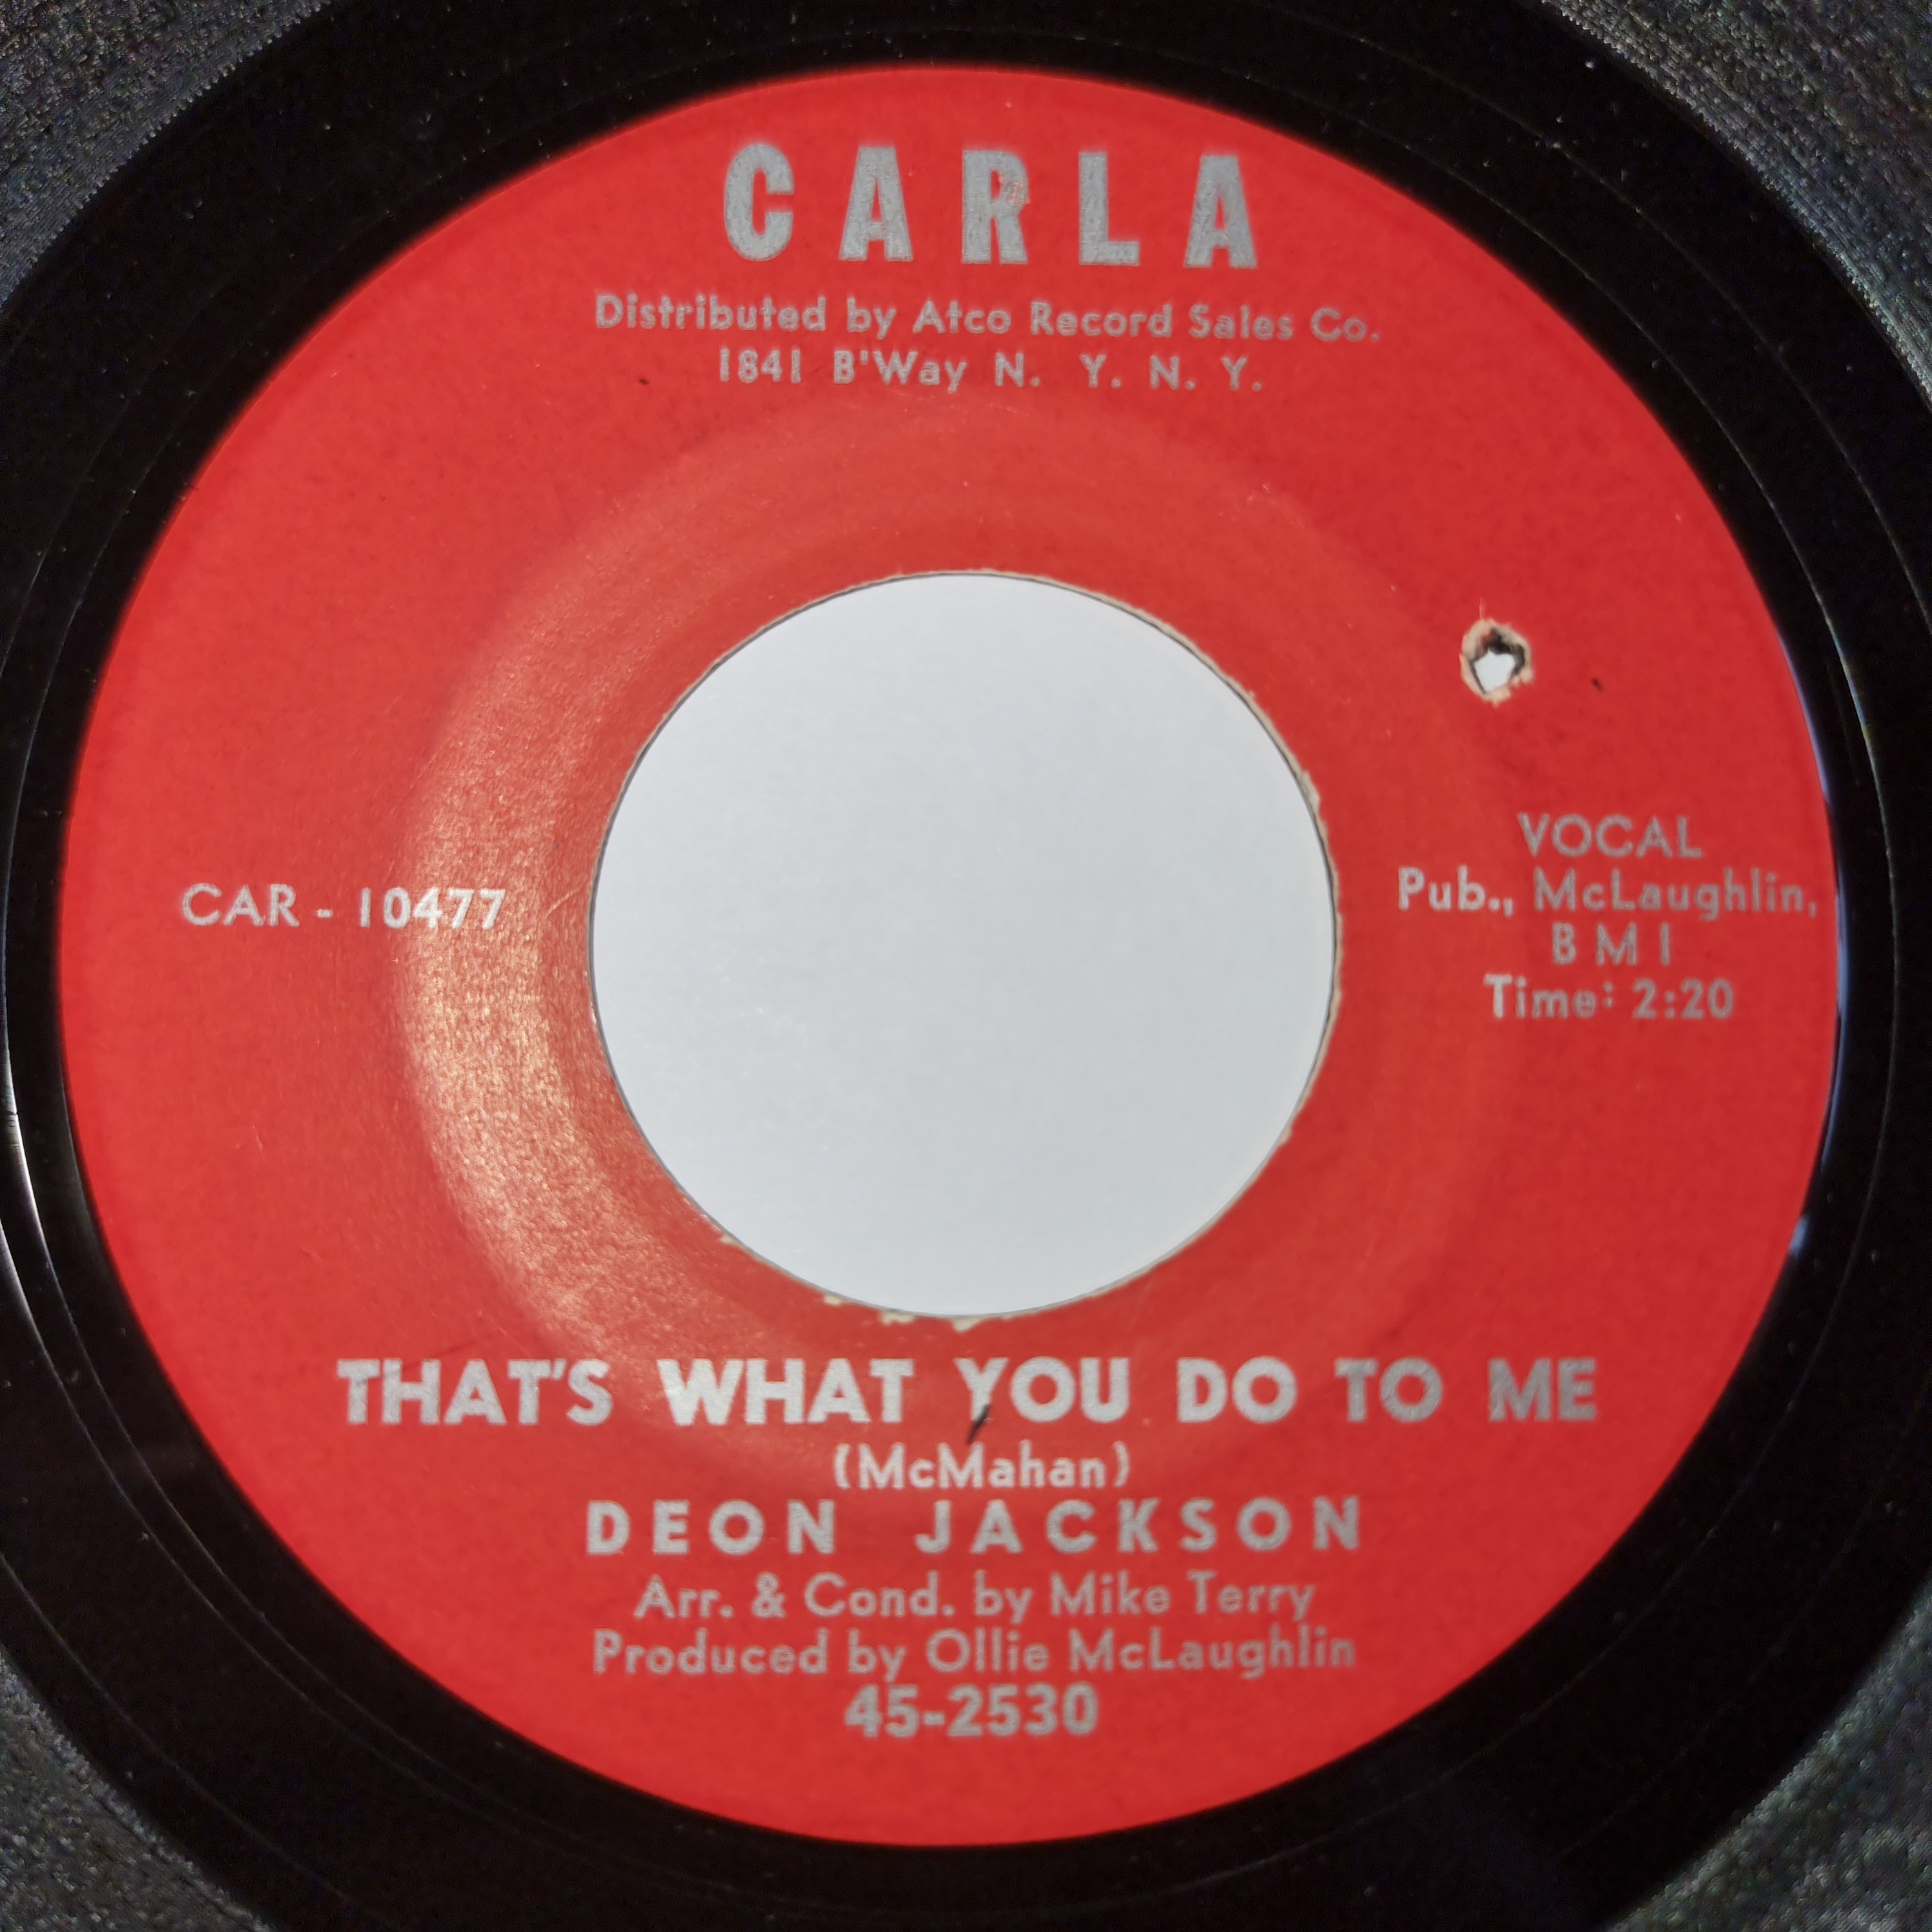 CARLA
Distributed by Atco Record Sales Co.
1841 B'Way N. Y. N. Y.
CAR - 10477
VOCAL
Pub., McLaughlin,
BMI
Time: 2:20
THAT'S WHAT YOU DO TO ME
(McMahan)
DEON JACKSON
Arr. & Cond. by Mike Terry
Produced by Ollie McLaughlin
45-2530